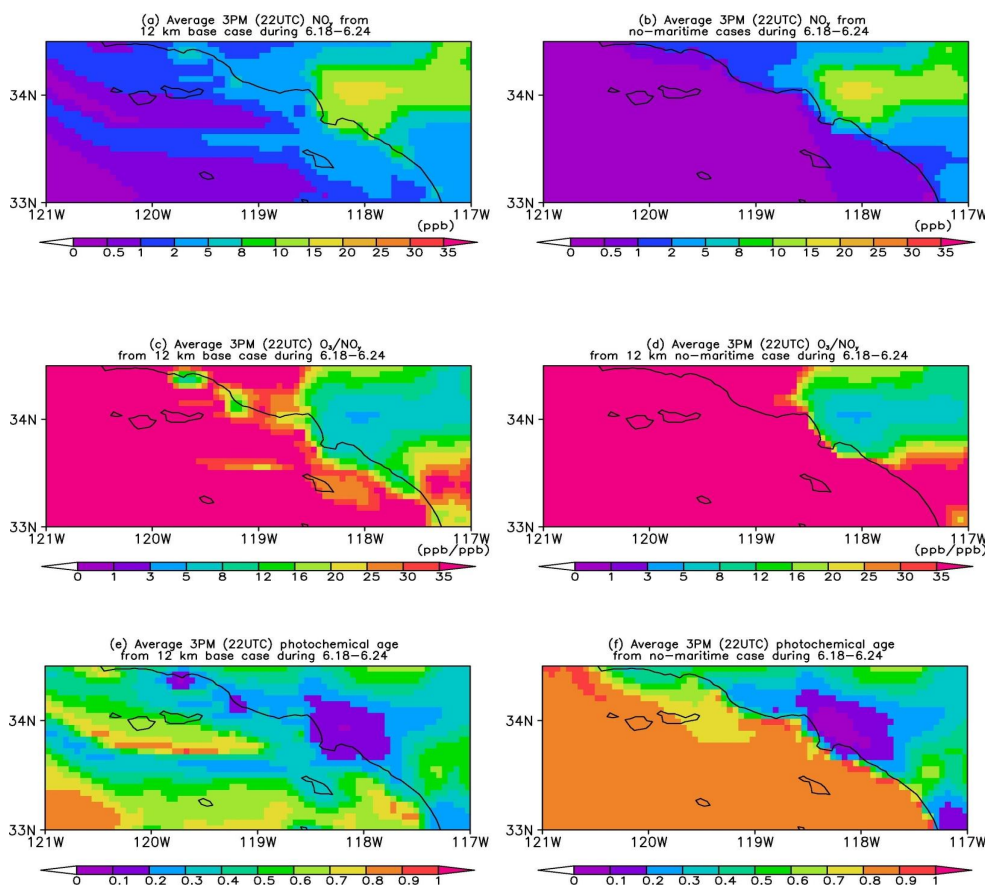 (a) Average 3PM (22UTC) NOy from
12 km base case during 6.18−6.24
34N
33N
121W 120W 119W 118W 117W
(ppb)
0 0.5 1 2 5 8 10 15 20 25 30 35
(b) Average 3PM (22UTC) NOy from
no−maritime cases during 6.18−6.24
34N
33N
121W 120W 119W 118W 117W
(ppb)
0 0.5 1 2 5 8 10 15 20 25 30 35
(c) Average 3PM (22UTC) O₃/NOy
from 12 km base case during 6.18−6.24
34N
33N
121W 120W 119W 118W 117W
(ppb/ppb)
0 1 3 5 8 12 16 20 25 30 35
(d) Average 3PM (22UTC) O₃/NOy
from 12 km no−maritime case during 6.18−6.24
34N
33N
121W 120W 119W 118W 117W
(ppb/ppb)
0 1 3 5 8 12 16 20 25 30 35
(e) Average 3PM (22UTC) photochemical age
from 12 km base case during 6.18−6.24
34N
33N
121W 120W 119W 118W 117W
0 0.1 0.2 0.3 0.4 0.5 0.6 0.7 0.8 0.9 1
(f) Average 3PM (22UTC) photochemical age
from no−maritime case during 6.18−6.24
34N
33N
121W 120W 119W 118W 117W
0 0.1 0.2 0.3 0.4 0.5 0.6 0.7 0.8 0.9 1